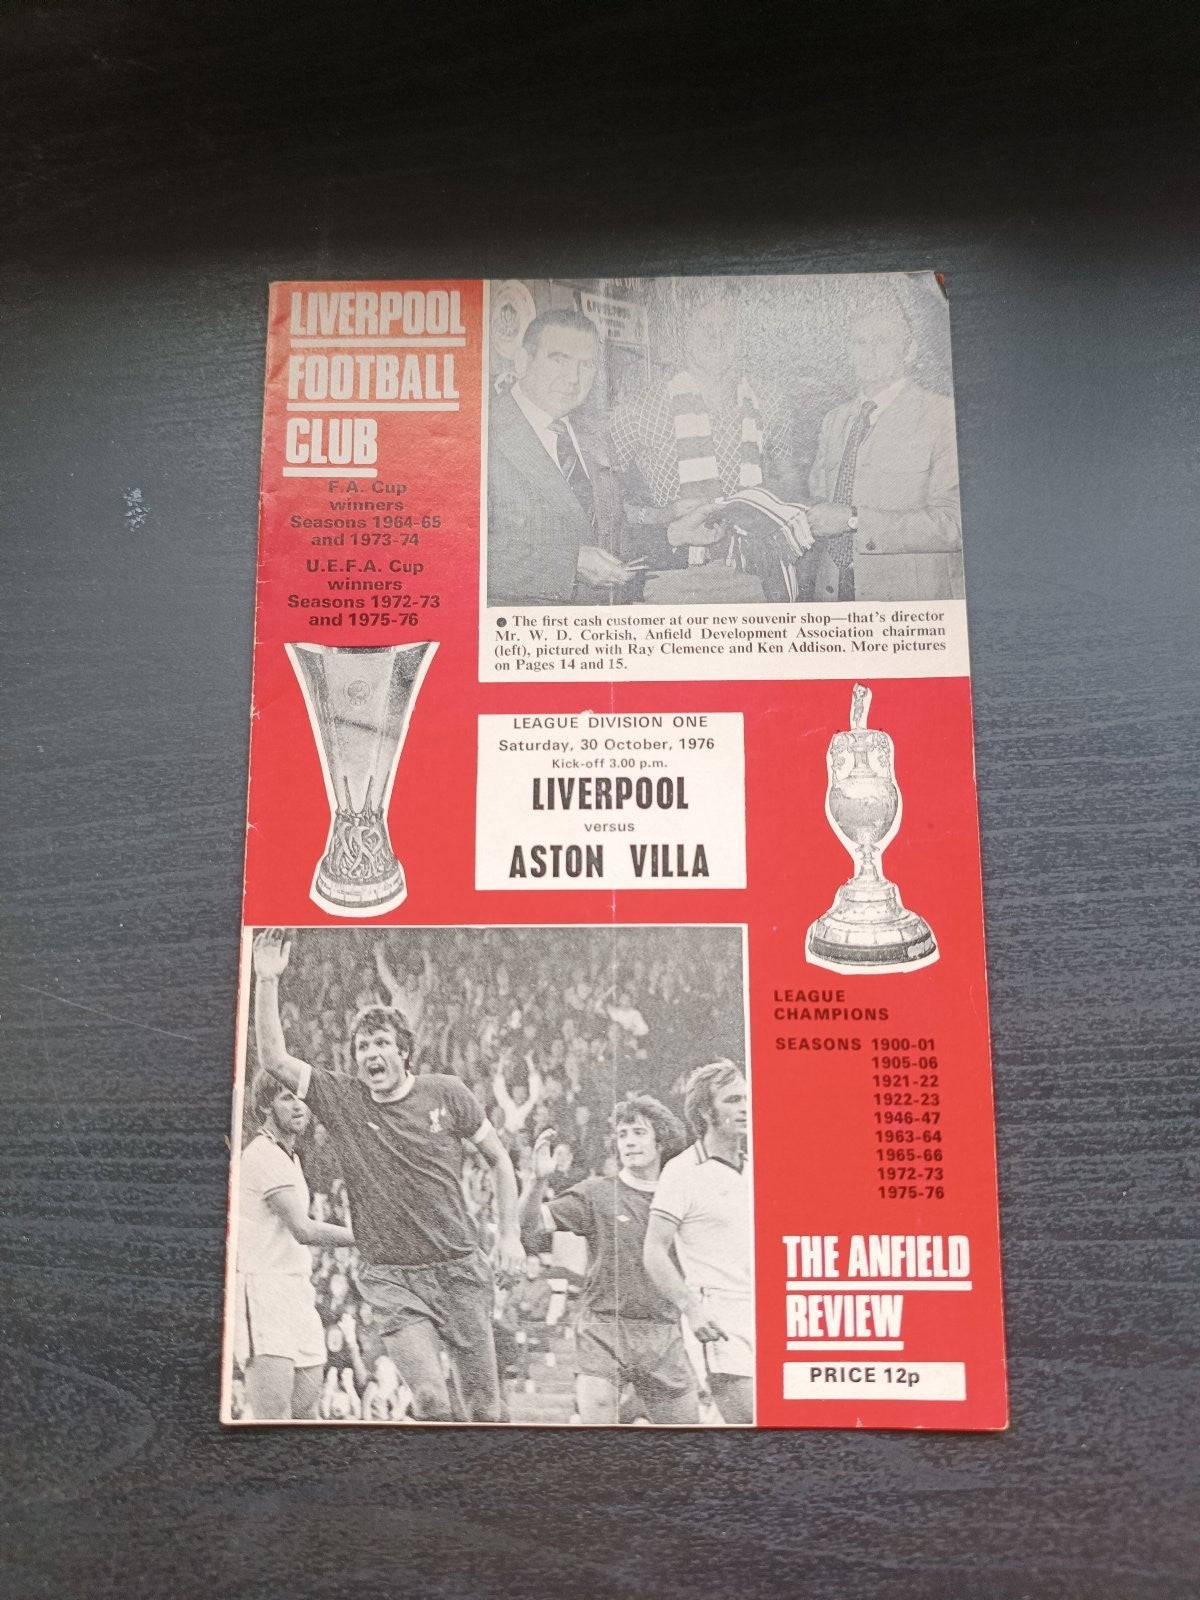 LIVERPOOL
FOOTBALL
CLUB
F.A. Cup
winners
Seasons 1964-65
and 1973-74
U.E.F.A. Cup
winners
Seasons 1972-73
and 1975-76
● The first cash customer at our new souvenir shop—that's director
Mr. W. D. Corkish, Anfield Development Association chairman
(left), pictured with Ray Clemence and Ken Addison. More pictures
on Pages 14 and 15.
LEAGUE DIVISION ONE
Saturday, 30 October, 1976
Kick-off 3.00 p.m.
LIVERPOOL
versus
ASTON VILLA
LEAGUE
CHAMPIONS
SEASONS 1900-01
1905-06
1921-22
1922-23
1946-47
1963-64
1965-66
1972-73
1975-76
THE ANFIELD
REVIEW
PRICE 12p